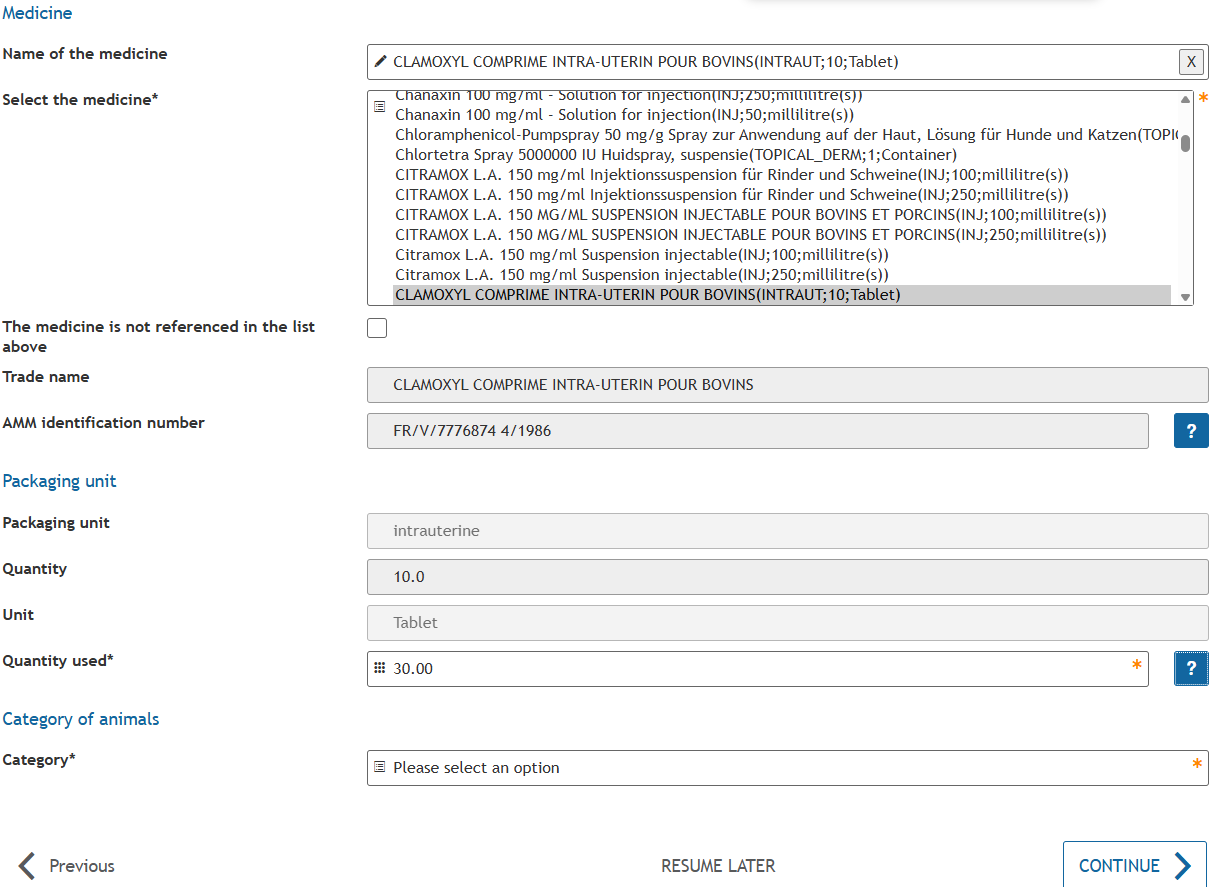 Medicine
Name of the medicine
CLAMOXYL COMPRIME INTRA-UTERIN POUR BOVINS(INTRAUT;10;Tablet)
X
Select the medicine*
Chanaxin 100 mg/ml - Solution for injection(INJ;250;millilitre(s))
Chanaxin 100 mg/ml - Solution for injection(INJ;50;millilitre(s))
Chloramphenicol-Pumpspray 50 mg/g Spray zur Anwendung auf der Haut, Lösung für Hunde und Katzen(TOPI
Chlortetra Spray 5000000 IU Huidspray, suspensie(TOPICAL_DERM;1;Container)
CITRAMOX L.A. 150 mg/ml Injektionssuspension für Rinder und Schweine(INJ;100;millilitre(s))
CITRAMOX L.A. 150 mg/ml Injektionssuspension für Rinder und Schweine(INJ;250;millilitre(s))
CITRAMOX L.A. 150 MG/ML SUSPENSION INJECTABLE POUR BOVINS ET PORCINS(INJ;100;millilitre(s))
CITRAMOX L.A. 150 MG/ML SUSPENSION INJECTABLE POUR BOVINS ET PORCINS(INJ;250;millilitre(s))
Citramox L.A. 150 mg/ml Suspension injectable(INJ;100;millilitre(s))
Citramox L.A. 150 mg/ml Suspension injectable(INJ;250;millilitre(s))
CLAMOXYL COMPRIME INTRA-UTERIN POUR BOVINS(INTRAUT;10;Tablet)
*
The medicine is not referenced in the list
above
Trade name
CLAMOXYL COMPRIME INTRA-UTERIN POUR BOVINS
AMM identification number
FR/V/7776874 4/1986
?
Packaging unit
Packaging unit
intrauterine
Quantity
10.0
Unit
Tablet
Quantity used*
30.00
*
?
Category of animals
Category*
Please select an option
*
Previous
RESUME LATER
CONTINUE